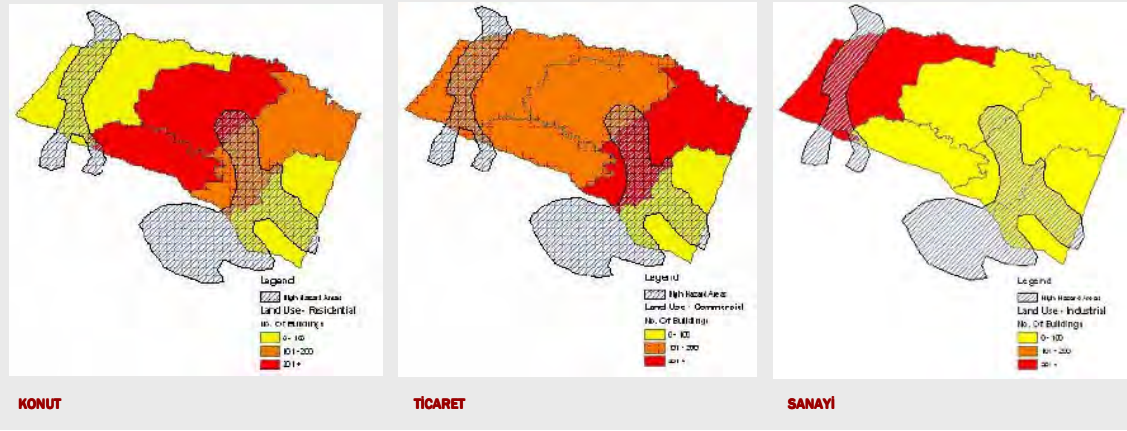 Legend
High Hazard Areas
Land Use - Residential
No. Of Buildings
0 - 100
101 - 200
201 +
KONUT
Legend
High Hazard Areas
Land Use - Commercial
No. Of Buildings
0 - 100
101 - 200
201 +
TİCARET
Legend
High Hazard Areas
Land Use - Industrial
No. Of Buildings
0 - 100
101 - 200
201 +
SANAYİ